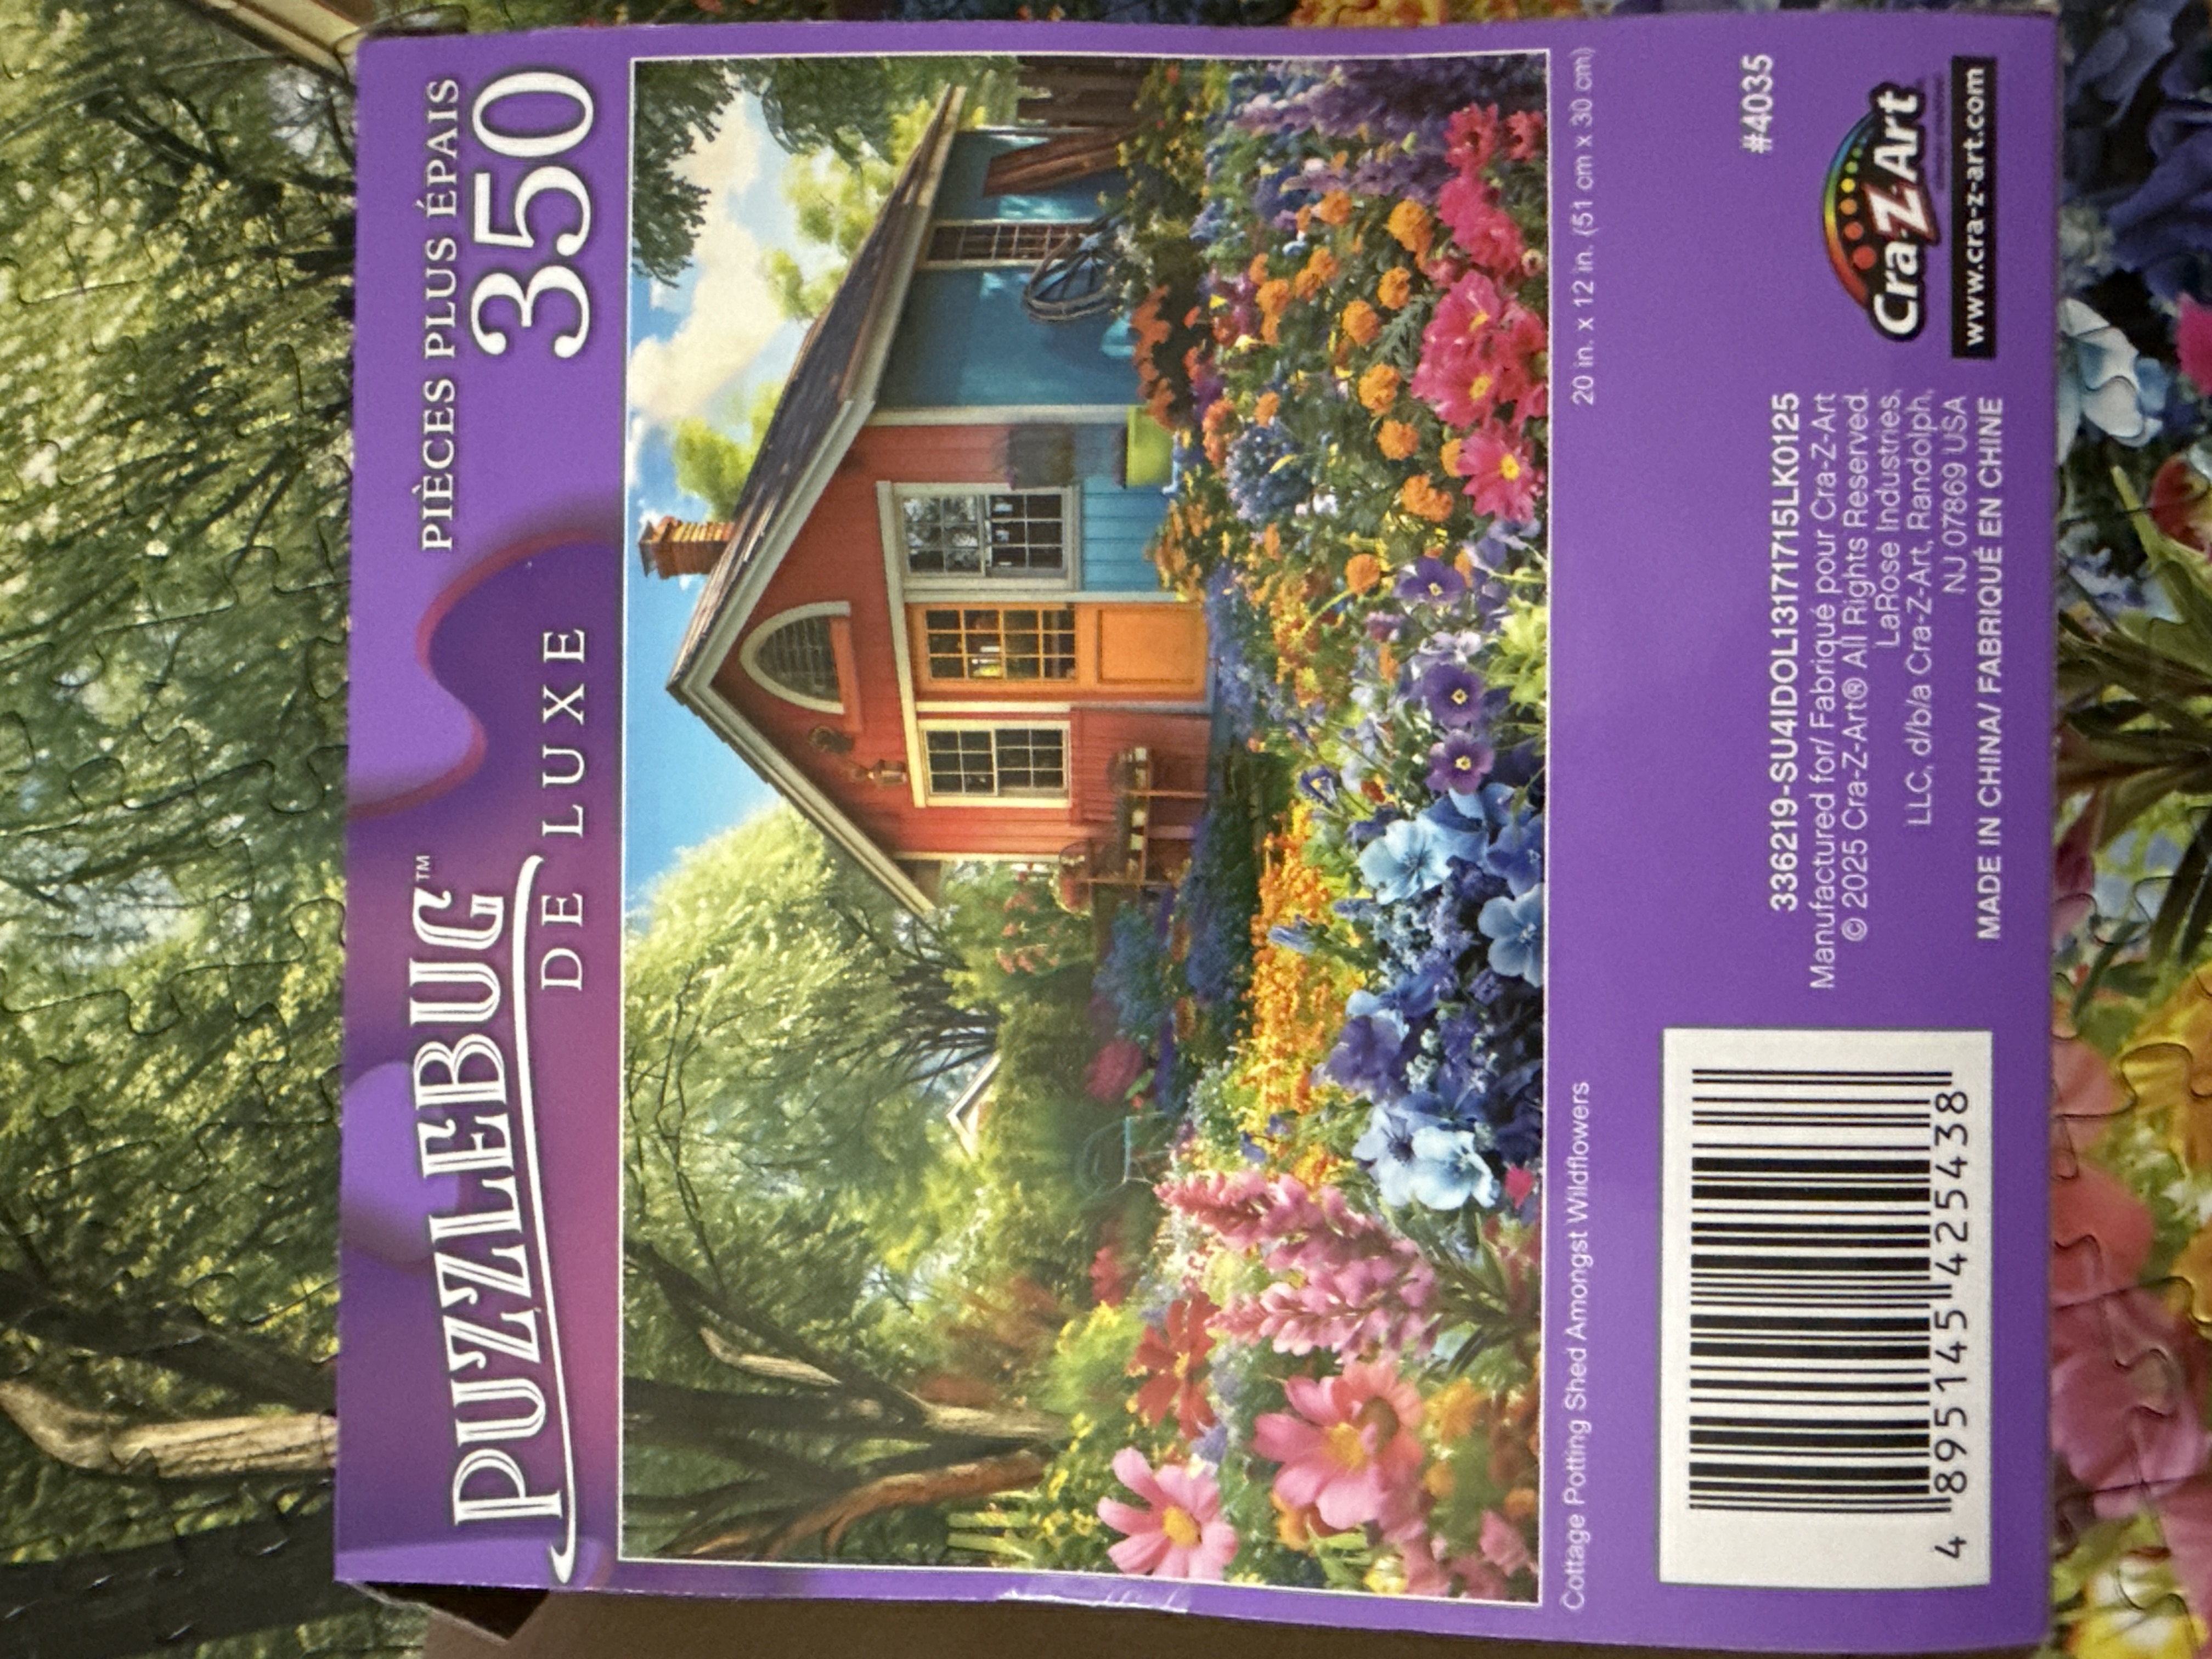 PUZZLEBUG™
DE LUXE
PIÈCES PLUS ÉPAIS
350
Cottage Potting Shed Amongst Wildflowers
20 in. x 12 in. (51 cm x 30 cm)
4 895145 425438
#4035
336219-SU4IDOL131715LK0125
Manufactured for/ Fabriqué pour Cra-Z-Art
© 2025 Cra-Z-Art® All Rights Reserved.
LaRose Industries,
LLC, d/b/a Cra-Z-Art, Randolph,
NJ 07869 USA
MADE IN CHINA/ FABRIQUÉ EN CHINE
Cra-Z-Art
www.cra-z-art.com